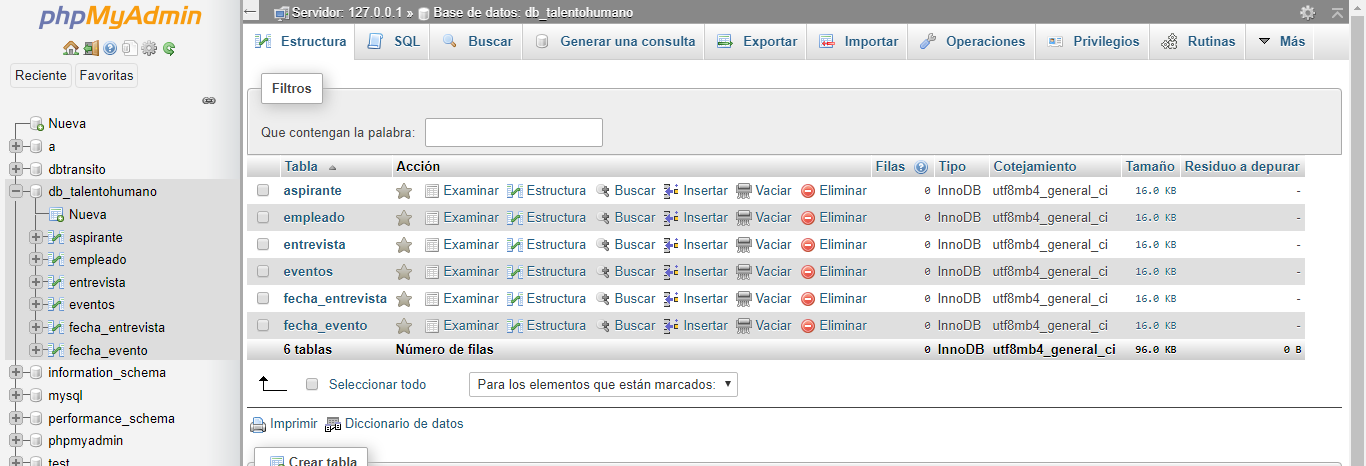 phpMyAdmin
Reciente Favoritas
Nueva
a
dbtransito
db_talentohumano
Nueva
aspirante
empleado
entrevista
eventos
fecha_entrevista
fecha_evento
information_schema
mysql
performance_schema
phpmyadmin
test
Servidor: 127.0.0.1 » Base de datos: db_talentohumano
Estructura SQL Buscar Generar una consulta Exportar Importar Operaciones Privilegios Rutinas Más
Filtros
Que contengan la palabra:
Tabla Acción Filas Tipo Cotejamiento Tamaño Residuo a depurar
aspirante Examinar Estructura Buscar Insertar Vaciar Eliminar 0 InnoDB utf8mb4_general_ci 16.0 KB -
empleado Examinar Estructura Buscar Insertar Vaciar Eliminar 0 InnoDB utf8mb4_general_ci 16.0 KB -
entrevista Examinar Estructura Buscar Insertar Vaciar Eliminar 0 InnoDB utf8mb4_general_ci 16.0 KB -
eventos Examinar Estructura Buscar Insertar Vaciar Eliminar 0 InnoDB utf8mb4_general_ci 16.0 KB -
fecha_entrevista Examinar Estructura Buscar Insertar Vaciar Eliminar 0 InnoDB utf8mb4_general_ci 16.0 KB -
fecha_evento Examinar Estructura Buscar Insertar Vaciar Eliminar 0 InnoDB utf8mb4_general_ci 16.0 KB -
6 tablas Número de filas 0 InnoDB utf8mb4_general_ci 96.0 KB 0 B
Seleccionar todo Para los elementos que están marcados:
Imprimir Diccionario de datos
Crear tabla